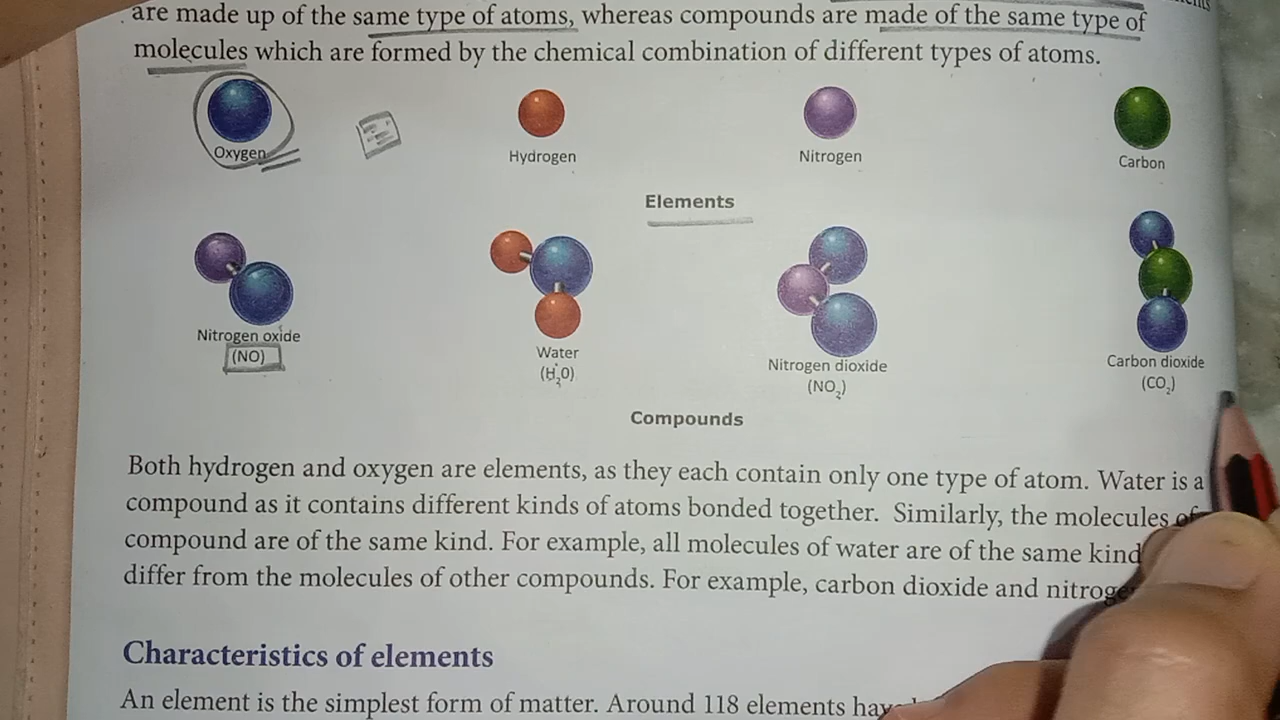 are made up of the same type of atoms, whereas compounds are made of the same type of
molecules which are formed by the chemical combination of different types of atoms.
Oxygen Hydrogen Nitrogen Carbon
Elements
Nitrogen oxide Water Nitrogen dioxide Carbon dioxide
(NO) (H₂0) (NO₂) (CO₂)
Compounds
Both hydrogen and oxygen are elements, as they each contain only one type of atom. Water is a
compound as it contains different kinds of atoms bonded together. Similarly, the molecules of
compound are of the same kind. For example, all molecules of water are of the same kind
differ from the molecules of other compounds. For example, carbon dioxide and
Characteristics of elements
An element is the simplest form of matter. Around 118 elements